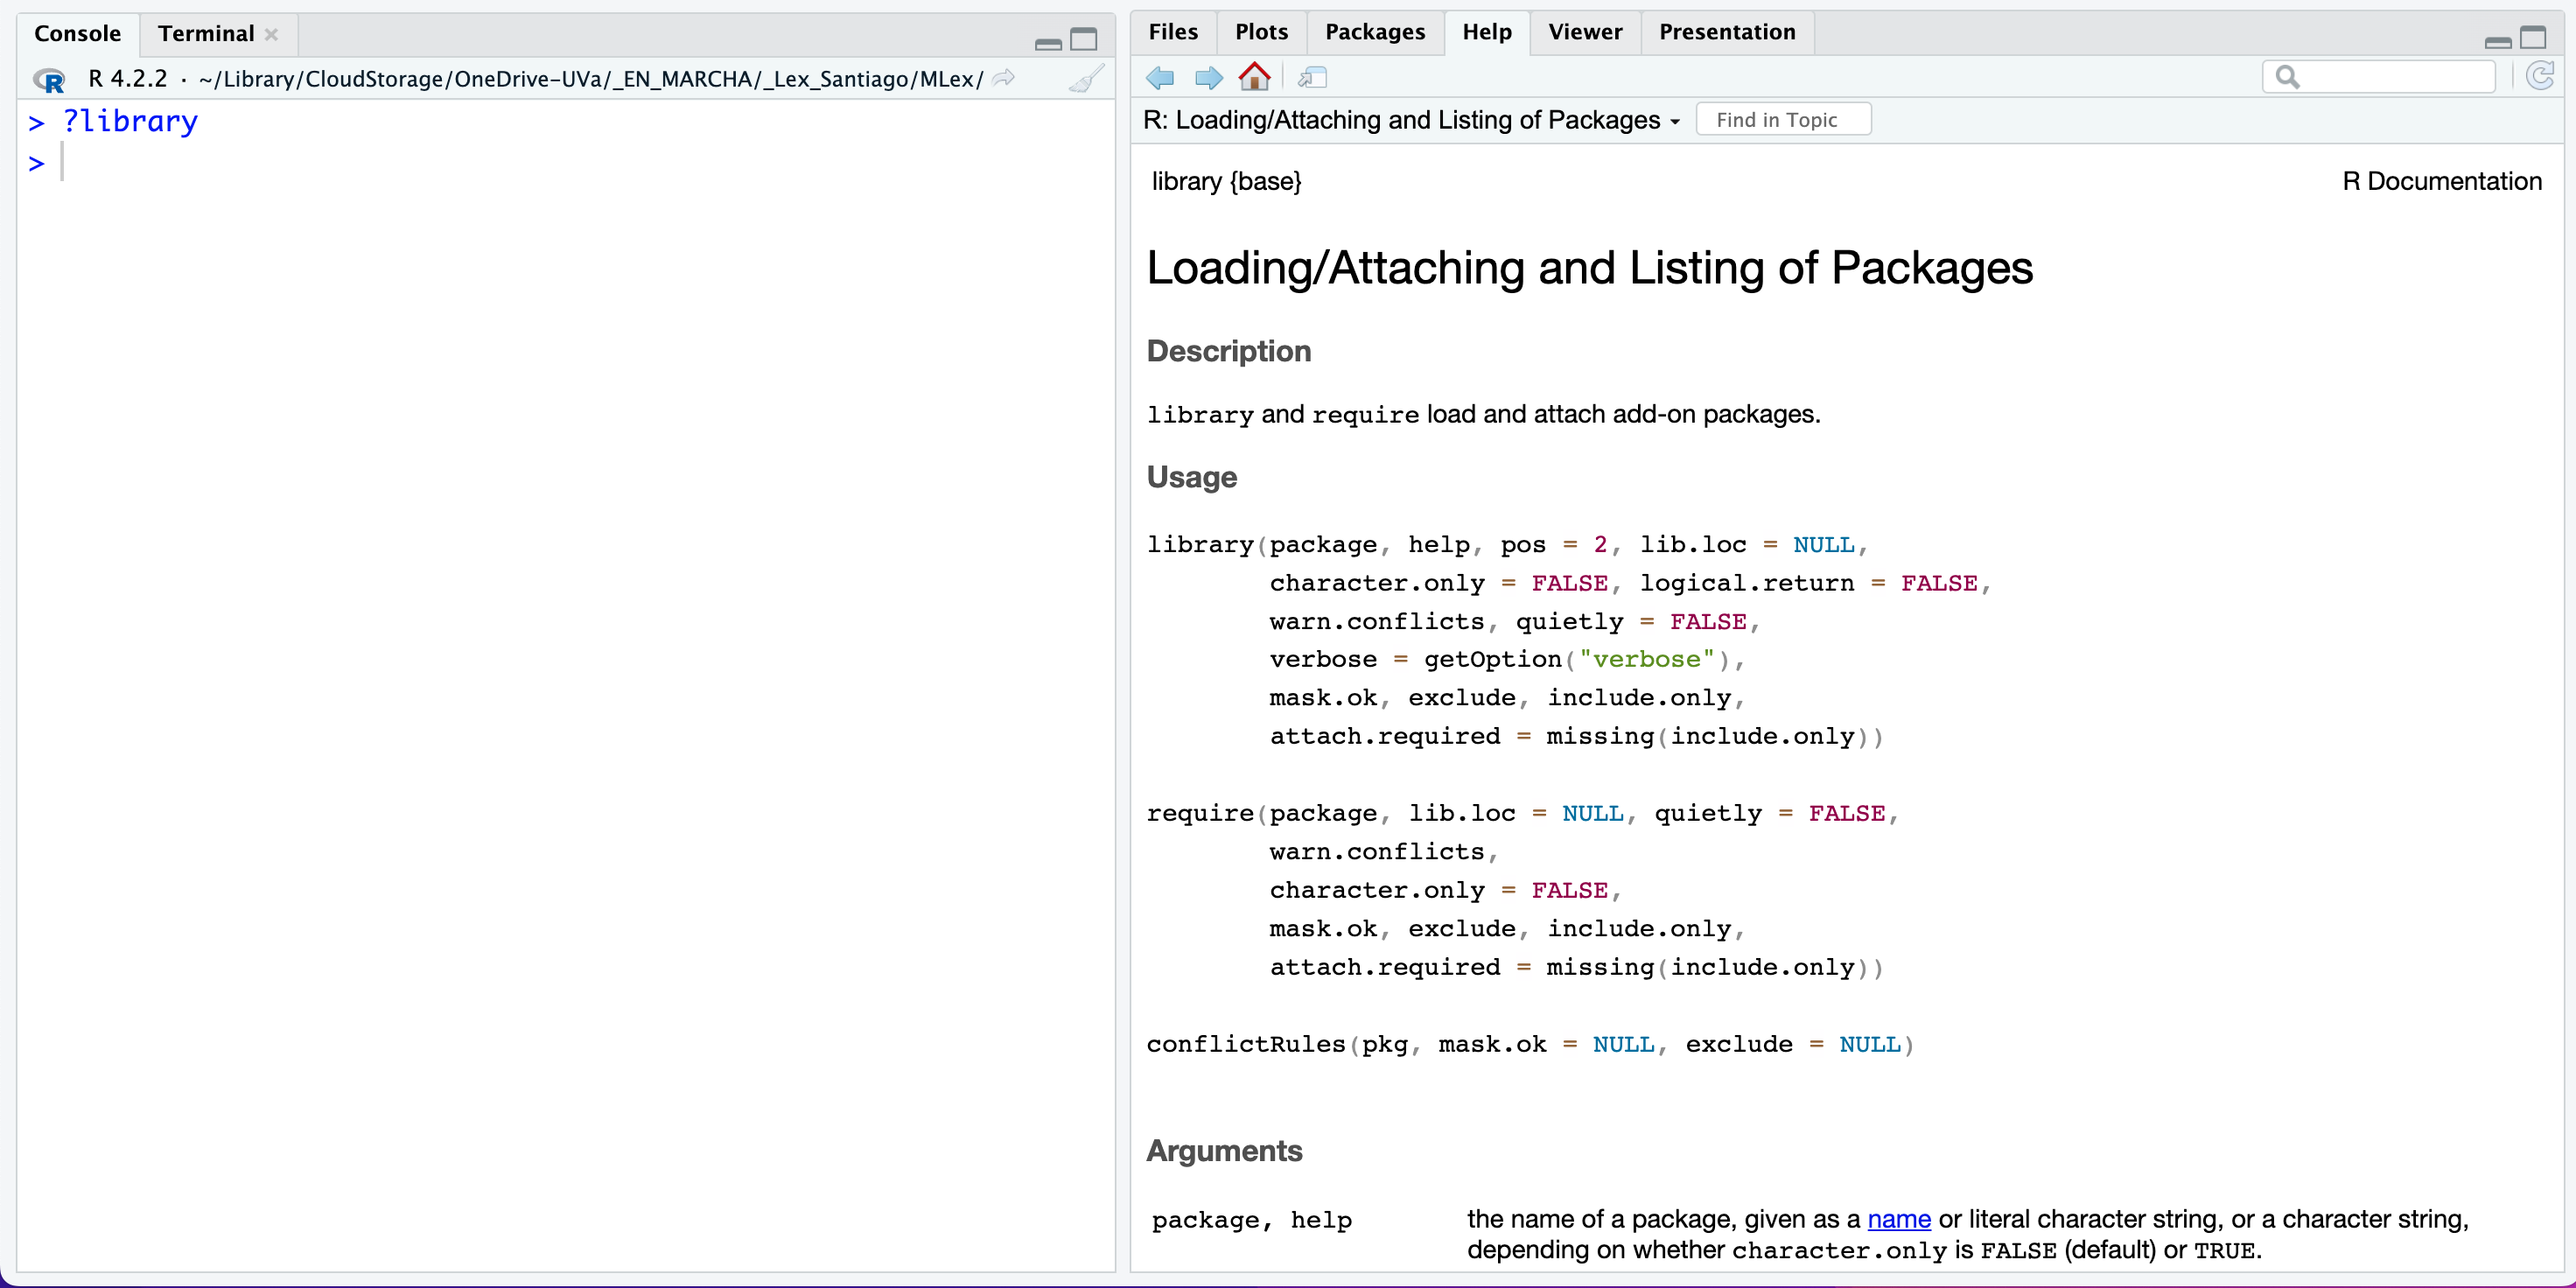 Console Terminal
R 4.2.2 · ~/Library/CloudStorage/OneDrive-UVa/_EN_MARCHA/_Lex_Santiago/MLex/
> ?library
>
Files Plots Packages Help Viewer Presentation
R: Loading/Attaching and Listing of Packages Find in Topic
library {base} R Documentation
Loading/Attaching and Listing of Packages
Description
library and require load and attach add-on packages.
Usage
library(package, help, pos = 2, lib.loc = NULL,
        character.only = FALSE, logical.return = FALSE,
        warn.conflicts, quietly = FALSE,
        verbose = getOption("verbose"),
        mask.ok, exclude, include.only,
        attach.required = missing(include.only))
require(package, lib.loc = NULL, quietly = FALSE,
        warn.conflicts,
        character.only = FALSE,
        mask.ok, exclude, include.only,
        attach.required = missing(include.only))
conflictRules(pkg, mask.ok = NULL, exclude = NULL)
Arguments
package, help the name of a package, given as a name or literal character string, or a character string,
depending on whether character.only is FALSE (default) or TRUE.